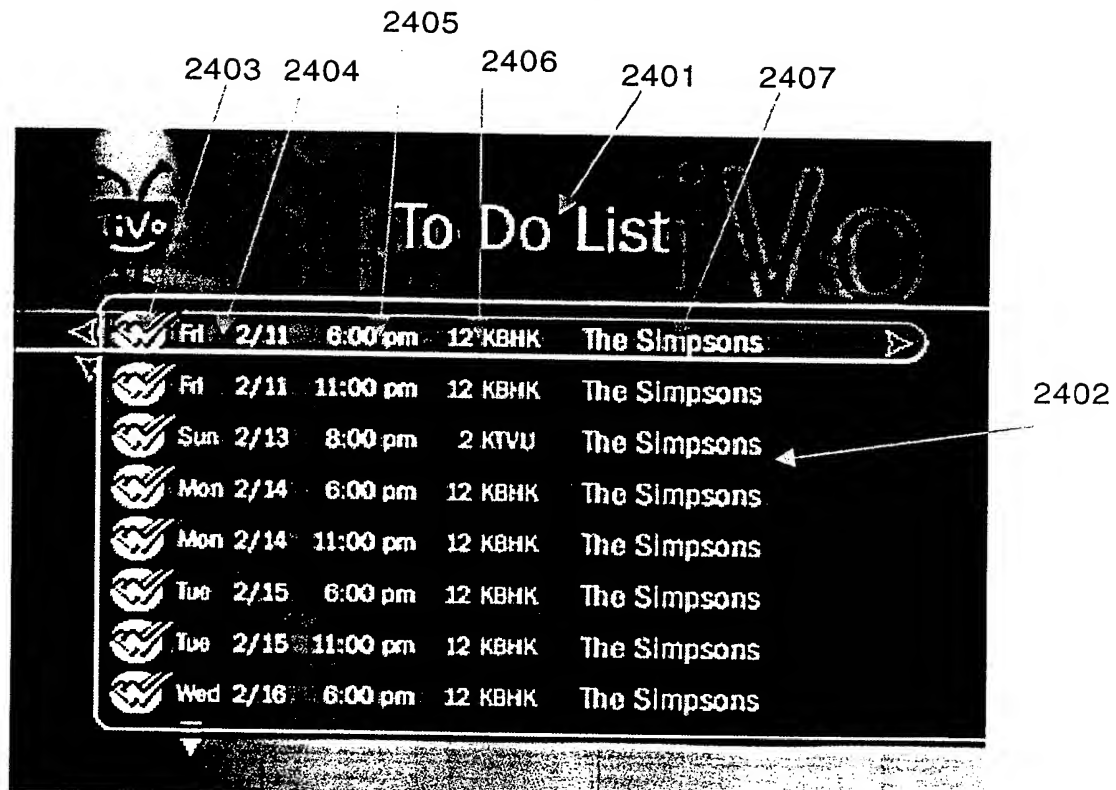 2405
2403 2404 2406 2401 2407
TiVo
To Do List
iVo
Fri 2/11 6:00 pm 12 KBHK The Simpsons
Fri 2/11 11:00 pm 12 KBHK The Simpsons
2402
Sun 2/13 8:00 pm 2 KTVU The Simpsons
Mon 2/14 6:00 pm 12 KBHK The Simpsons
Mon 2/14 11:00 pm 12 KBHK The Simpsons
Tue 2/15 6:00 pm 12 KBHK The Simpsons
Tue 2/15 11:00 pm 12 KBHK The Simpsons
Wed 2/16 6:00 pm 12 KBHK The Simpsons